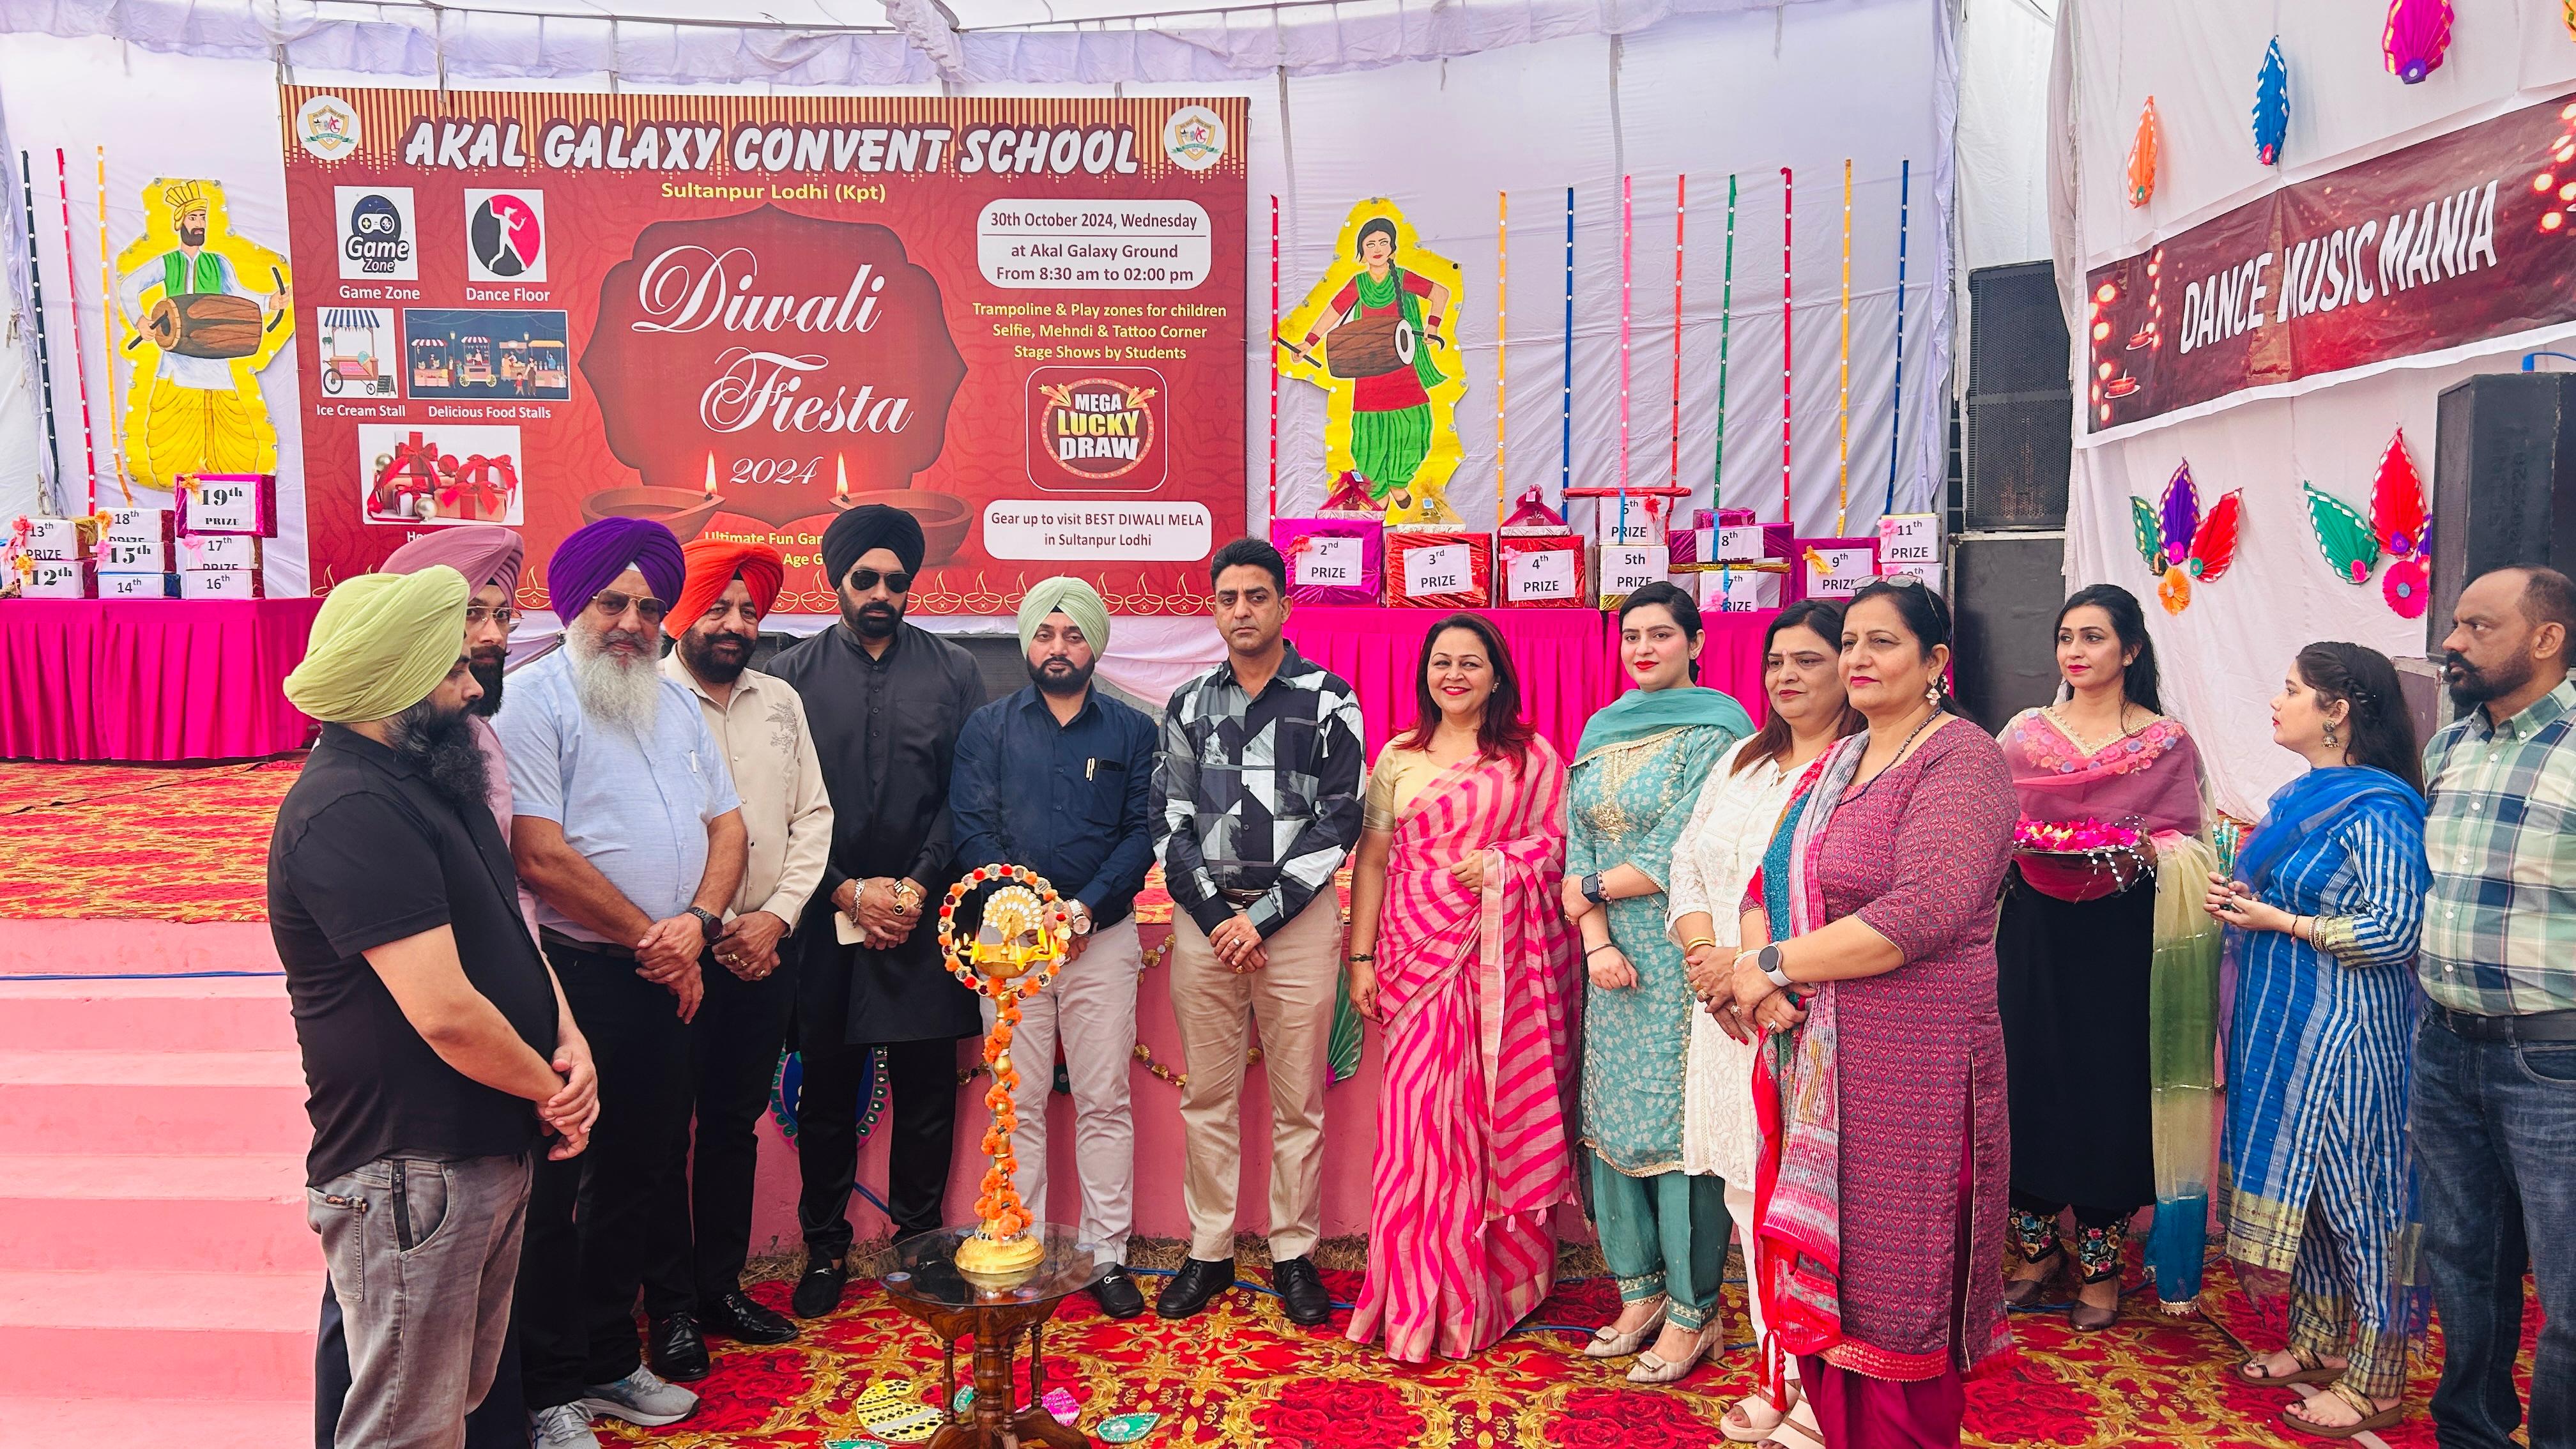 AKAL GALAXY CONVENT SCHOOL
Sultanpur Lodhi (Kpt)
Game
Zone
Game Zone
Dance Floor
Ice Cream Stall
Delicious Food Stalls
Diwali
Fiesta
2024
Ultimate Fun
Age
30th October 2024, Wednesday
at Akal Galaxy Ground
From 8:30 am to 02:00 pm
Trampoline & Play zones for children
Selfie, Mehndi & Tattoo Corner
Stage Shows by Students
MEGA
LUCKY
DRAW
Gear up to visit BEST DIWALI MELA
in Sultanpur Lodhi
DANCE MUSIC MANIA
13th
PRIZE
12th
18th
PRIZE
15th
14th
19th
PRIZE
17th
PRIZE
16th
2nd
PRIZE
3rd
PRIZE
4th
PRIZE
PRIZE
5th
PRIZE
8th
7th
9th
11th
PRIZE